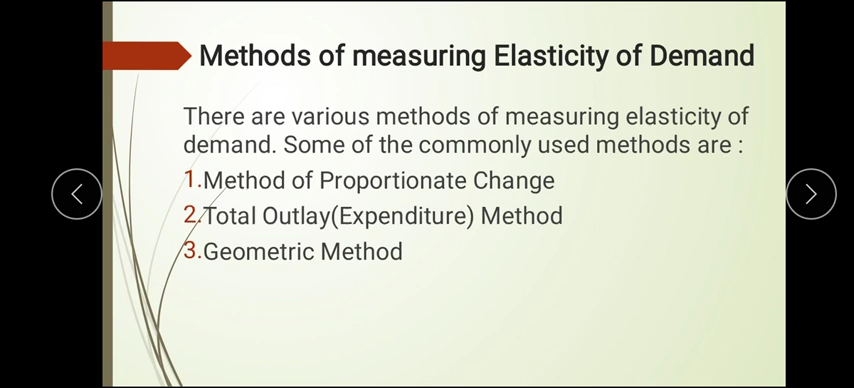 Methods of measuring Elasticity of Demand
There are various methods of measuring elasticity of
demand. Some of the commonly used methods are :
1.Method of Proportionate Change
2.Total Outlay(Expenditure) Method
3.Geometric Method